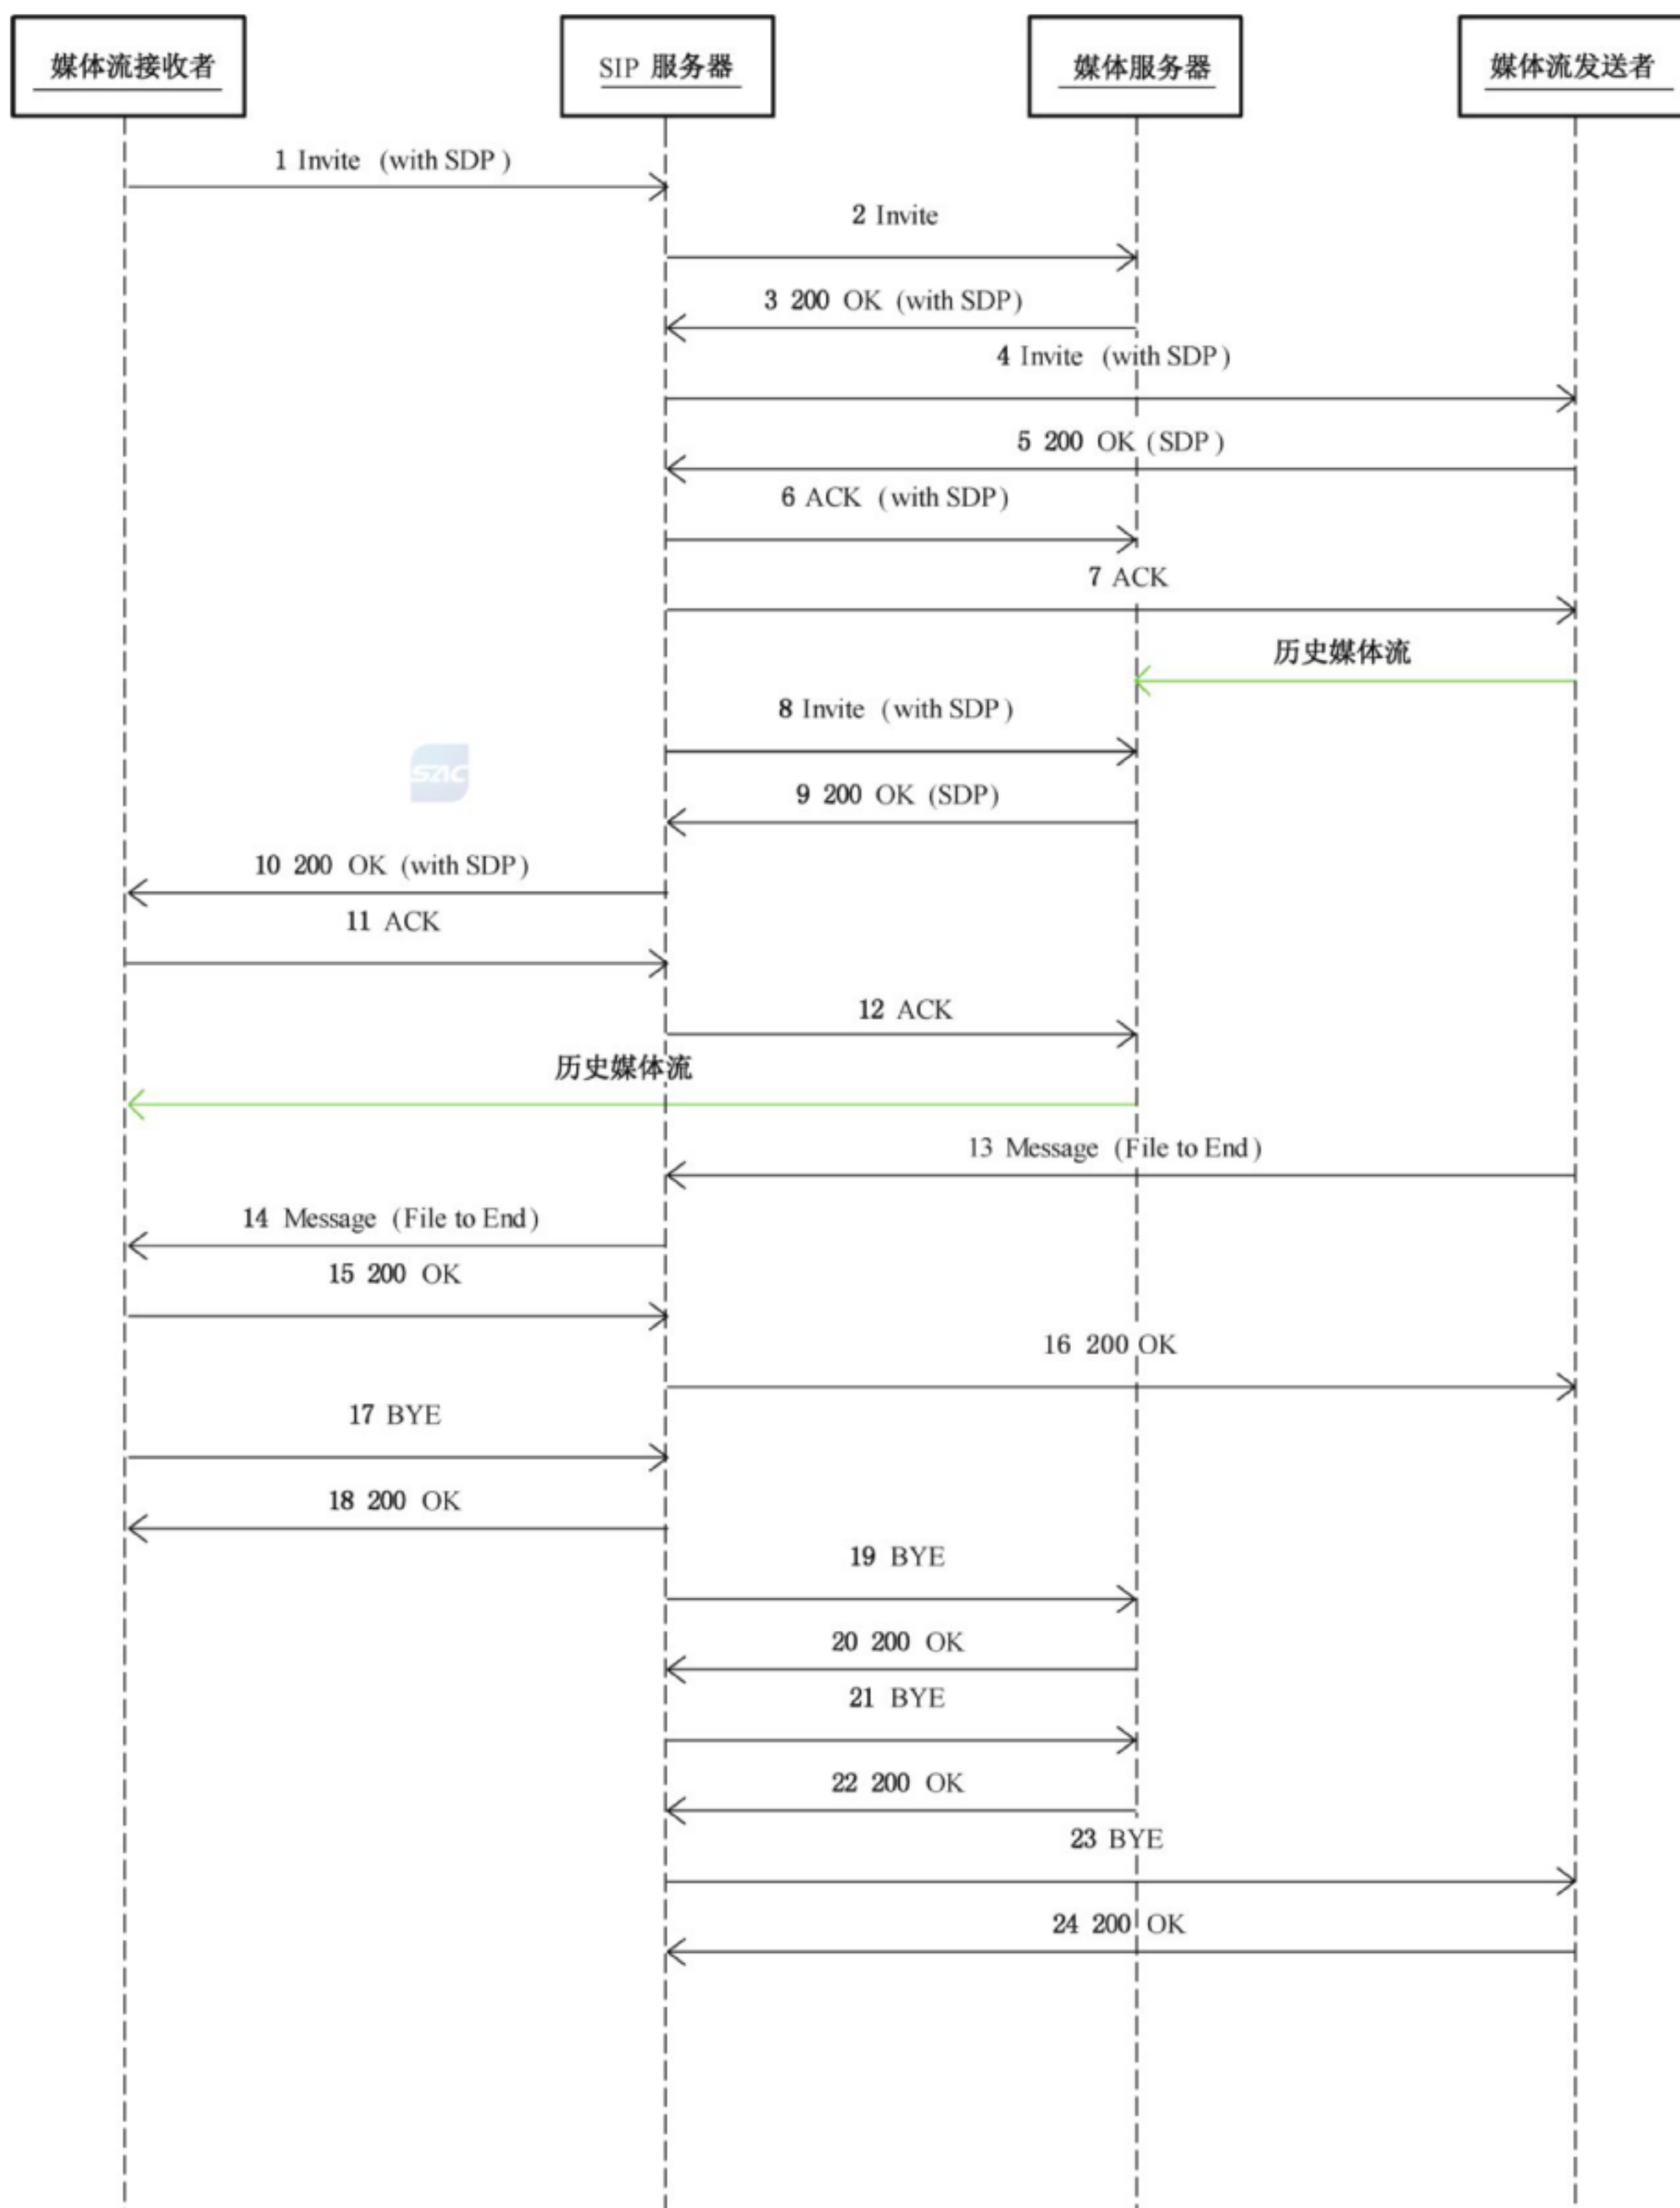 媒体流接收者
SIP 服务器
媒体服务器
媒体流发送者
1 Invite (with SDP)
2 Invite
3 200 OK (with SDP)
4 Invite (with SDP)
5 200 OK (SDP)
6 ACK (with SDP)
7 ACK
历史媒体流
8 Invite (with SDP)
SAC
9 200 OK (SDP)
10 200 OK (with SDP)
11 ACK
12 ACK
历史媒体流
13 Message (File to End)
14 Message (File to End)
15 200 OK
16 200 OK
17 BYE
18 200 OK
19 BYE
20 200 OK
21 BYE
22 200 OK
23 BYE
24 200 OK